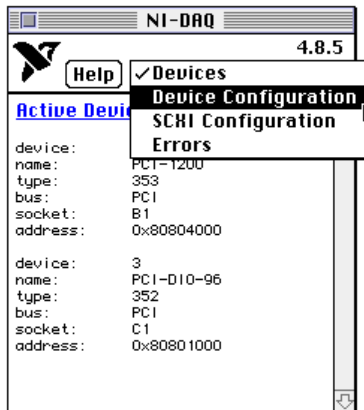 NI-DAQ
4.8.5
Help
✓Devices
Device Configuration
SCXI Configuration
Errors
Active Devi
device:
name: PCI-1200
type: 353
bus: PCI
socket: B1
address: 0x80804000
device: 3
name: PCI-DIO-96
type: 352
bus: PCI
socket: C1
address: 0x80801000